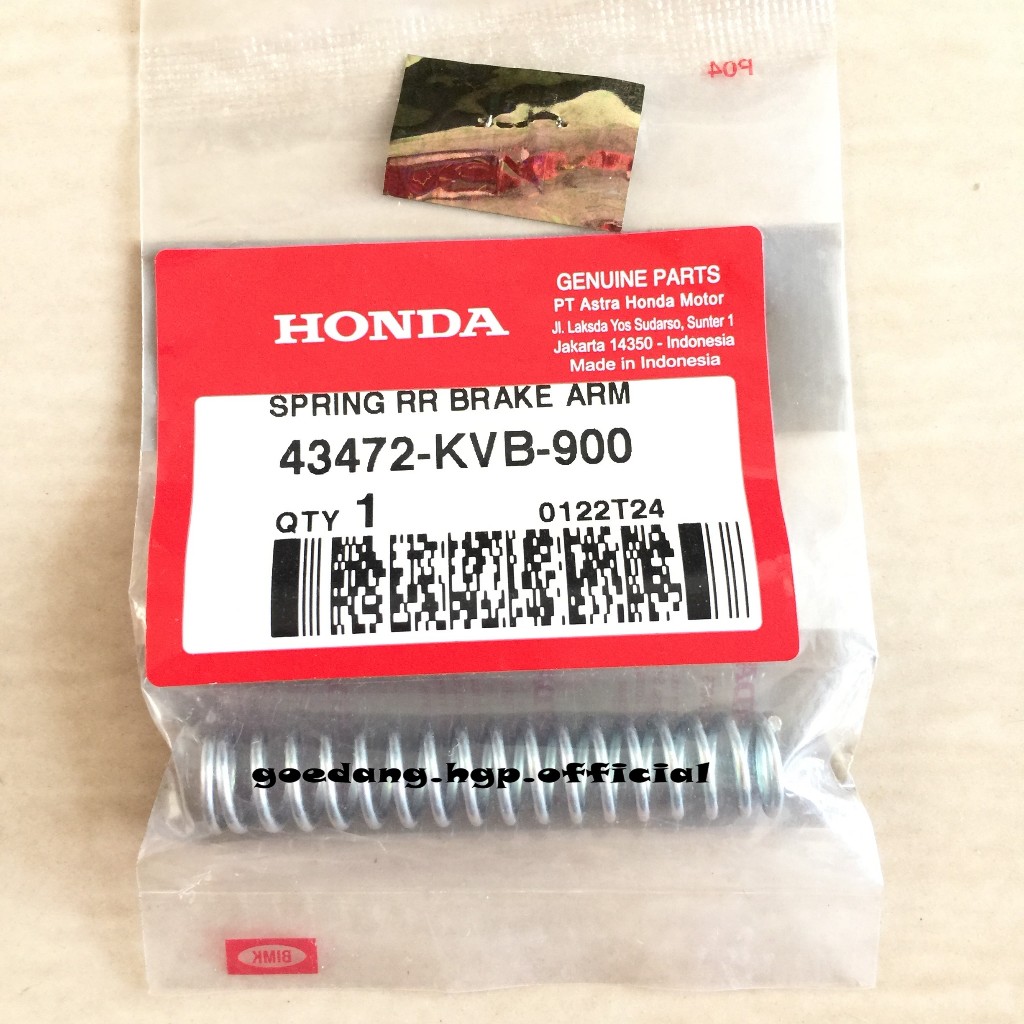 P04
HONDA
GENUINE PARTS
PT Astra Honda Motor
Jl. Laksda Yos Sudarso, Sunter 1
Jakarta 14350 - Indonesia
Made in Indonesia
SPRING RR BRAKE ARM
43472-KVB-900
QTY 1
0122T24
goedang.hgp.official
BIMK